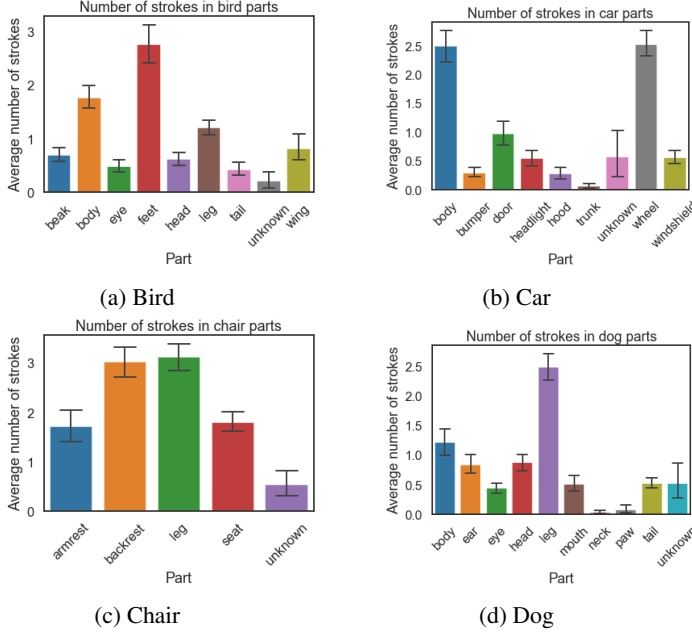 Number of strokes in bird parts
Average number of strokes
3
2
1
0
beak body eye feet head leg tail unknown wing
Part
(a) Bird
Number of strokes in car parts
Average number of strokes
2.5
2.0
1.5
1.0
0.5
0.0
body bumper door headlight hood trunk unknown wheel windshield
Part
(b) Car
Number of strokes in chair parts
Average number of strokes
3
2
1
0
armrest backrest leg seat unknown
Part
(c) Chair
Number of strokes in dog parts
Average number of strokes
2.5
2.0
1.5
1.0
0.5
0.0
body ear eye head leg mouth neck paw tail unknown
Part
(d) Dog